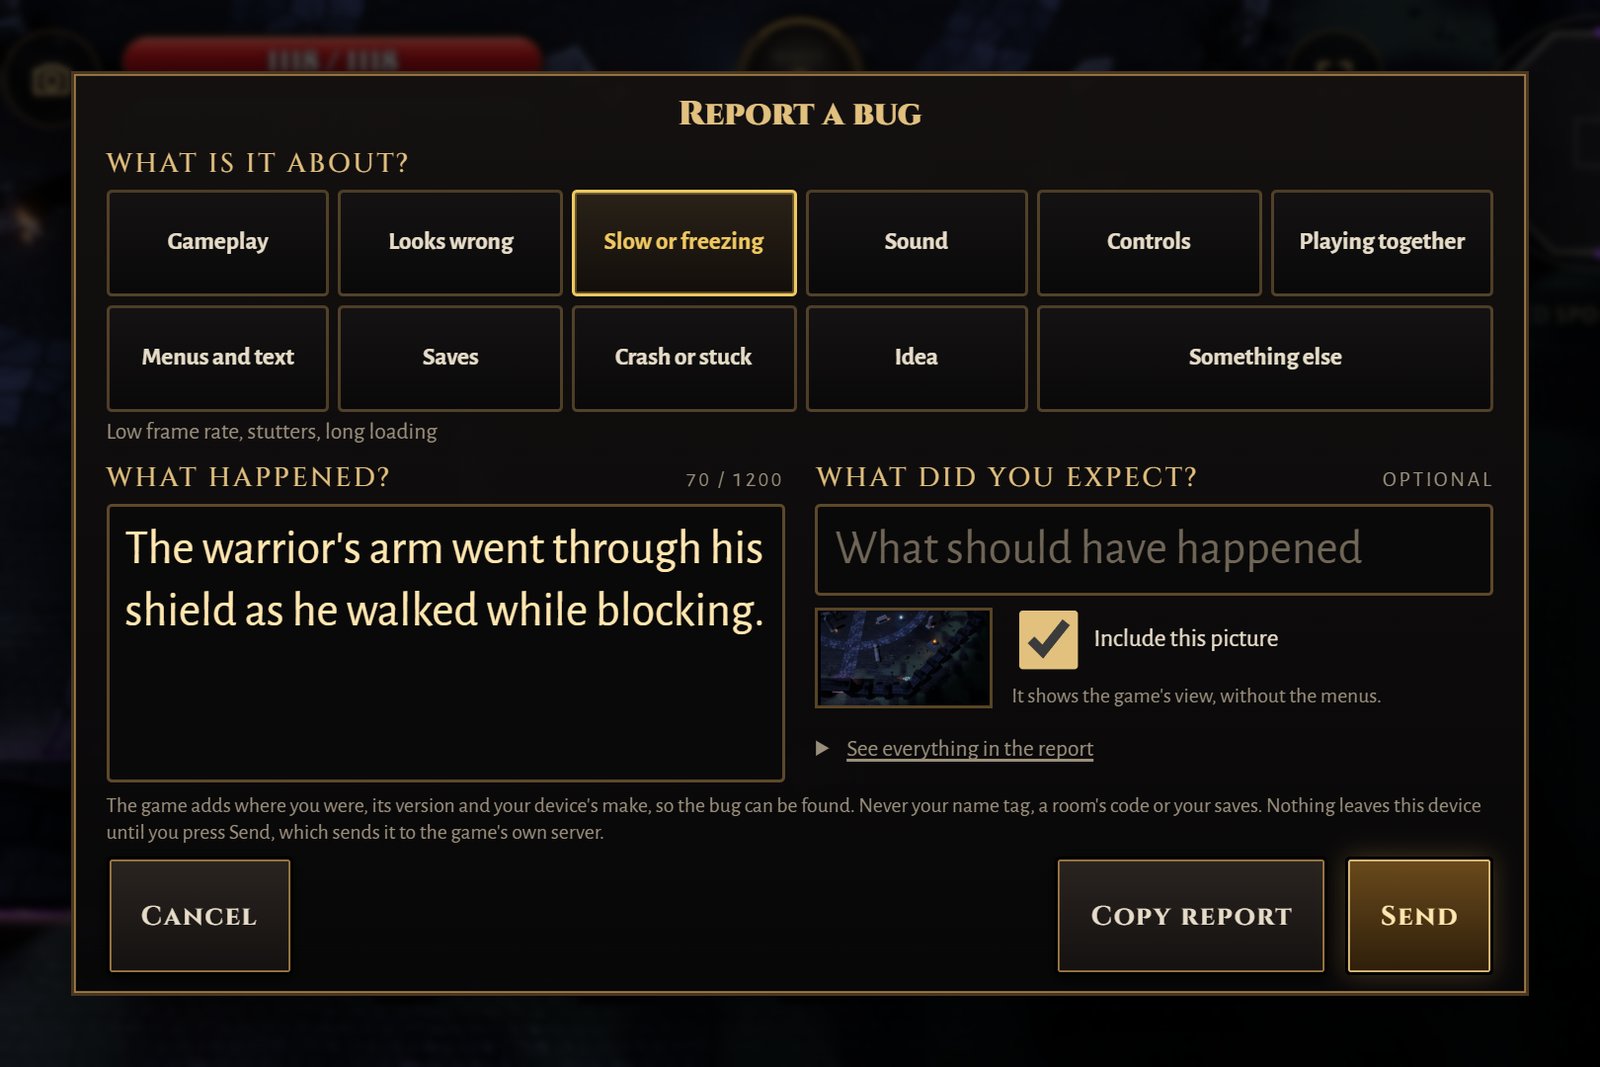 1118 / 1118
REPORT A BUG
WHAT IS IT ABOUT?
Gameplay
Looks wrong
Slow or freezing
Sound
Controls
Playing together
Menus and text
Saves
Crash or stuck
Idea
Something else
Low frame rate, stutters, long loading
WHAT HAPPENED?
70 / 1200
The warrior's arm went through his
shield as he walked while blocking.
WHAT DID YOU EXPECT?
OPTIONAL
What should have happened
Include this picture
It shows the game's view, without the menus.
See everything in the report
The game adds where you were, its version and your device's make, so the bug can be found. Never your name tag, a room's code or your saves. Nothing leaves this device
until you press Send, which sends it to the game's own server.
CANCEL
COPY REPORT
SEND